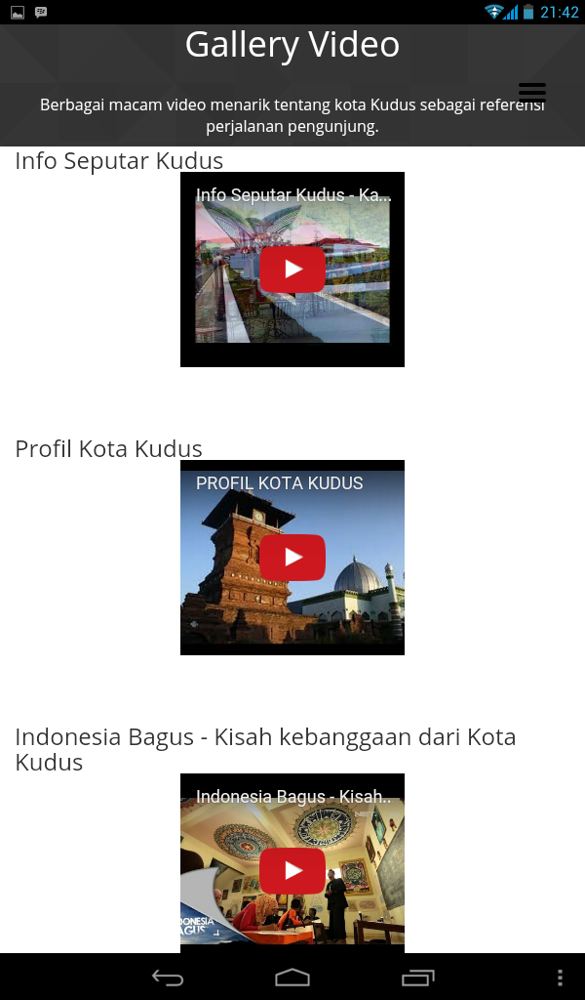 21:42
Gallery Video
Berbagai macam video menarik tentang kota Kudus sebagai referensi
perjalanan pengunjung.
Info Seputar Kudus
Info Seputar Kudus - Ka...
Profil Kota Kudus
PROFIL KOTA KUDUS
Indonesia Bagus - Kisah kebanggaan dari Kota
Kudus
Indonesia Bagus - Kisah..
NET